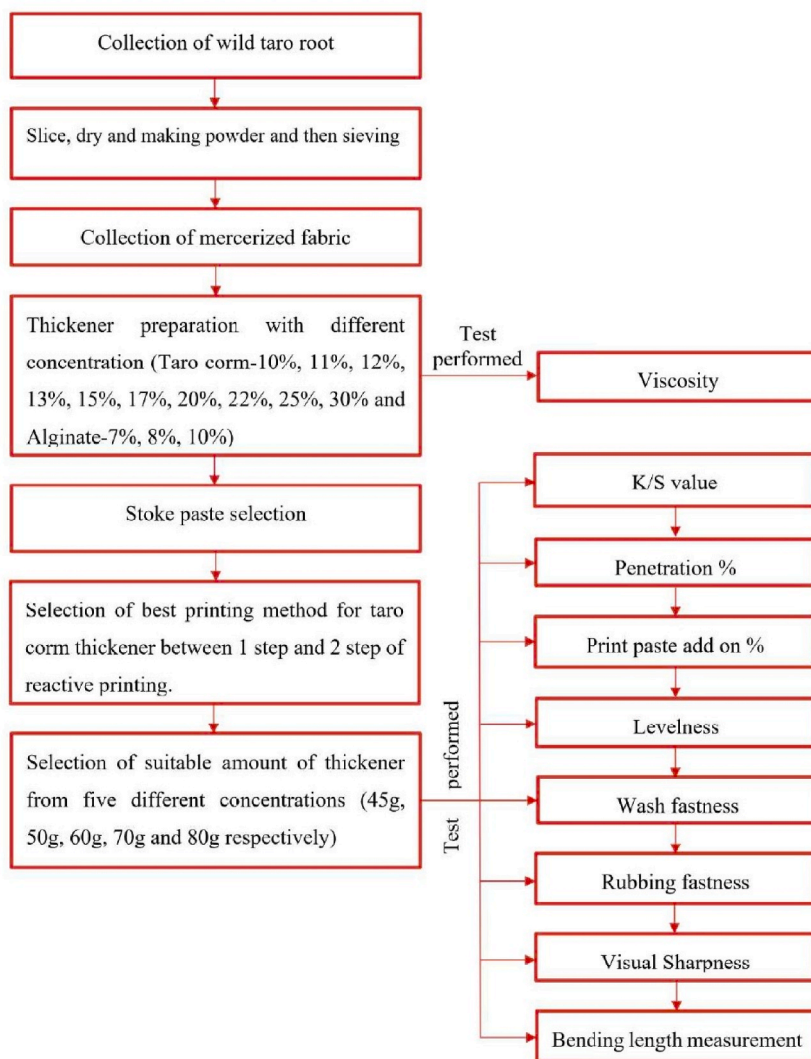 Collection of wild taro root
Slice, dry and making powder and then sieving
Collection of mercerized fabric
Thickener preparation with different
concentration (Taro corm-10%, 11%, 12%,
13%, 15%, 17%, 20%, 22%, 25%, 30% and
Alginate-7%, 8%, 10%)
Test
performed
Viscosity
Stoke paste selection
Selection of best printing method for taro
corm thickener between 1 step and 2 step of
reactive printing.
Selection of suitable amount of thickener
from five different concentrations (45g,
50g, 60g, 70g and 80g respectively)
Test performed
K/S value
Penetration %
Print paste add on %
Levelness
Wash fastness
Rubbing fastness
Visual Sharpness
Bending length measurement